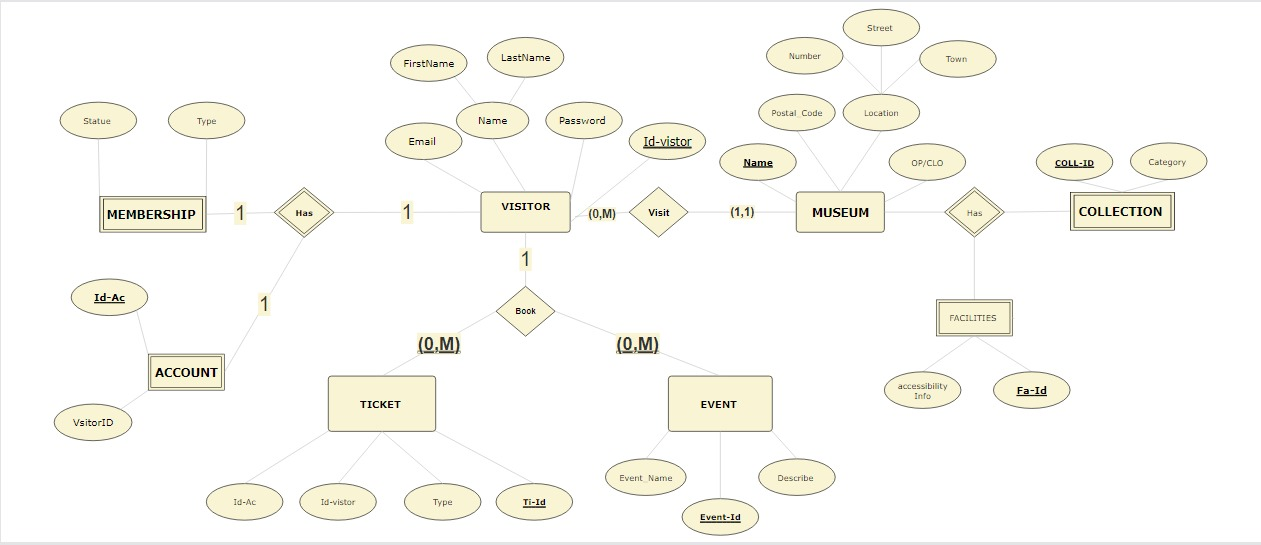 Street
Number
Town
FirstName
LastName
Statue
Type
Name
Password
Email
Id-vistor
Postal_Code
Location
Name
OP/CLO
COLL-ID
Category
MEMBERSHIP
1
Has
1
VISITOR
(0,M)
Visit
(1,1)
MUSEUM
Has
COLLECTION
1
Id-Ac
1
Book
FACILITIES
(0,M)
(0,M)
ACCOUNT
accessibility
Info
Fa-Id
VsitorID
TICKET
EVENT
Event_Name
Describe
Id-Ac
Id-vistor
Type
Ti-Id
Event-Id